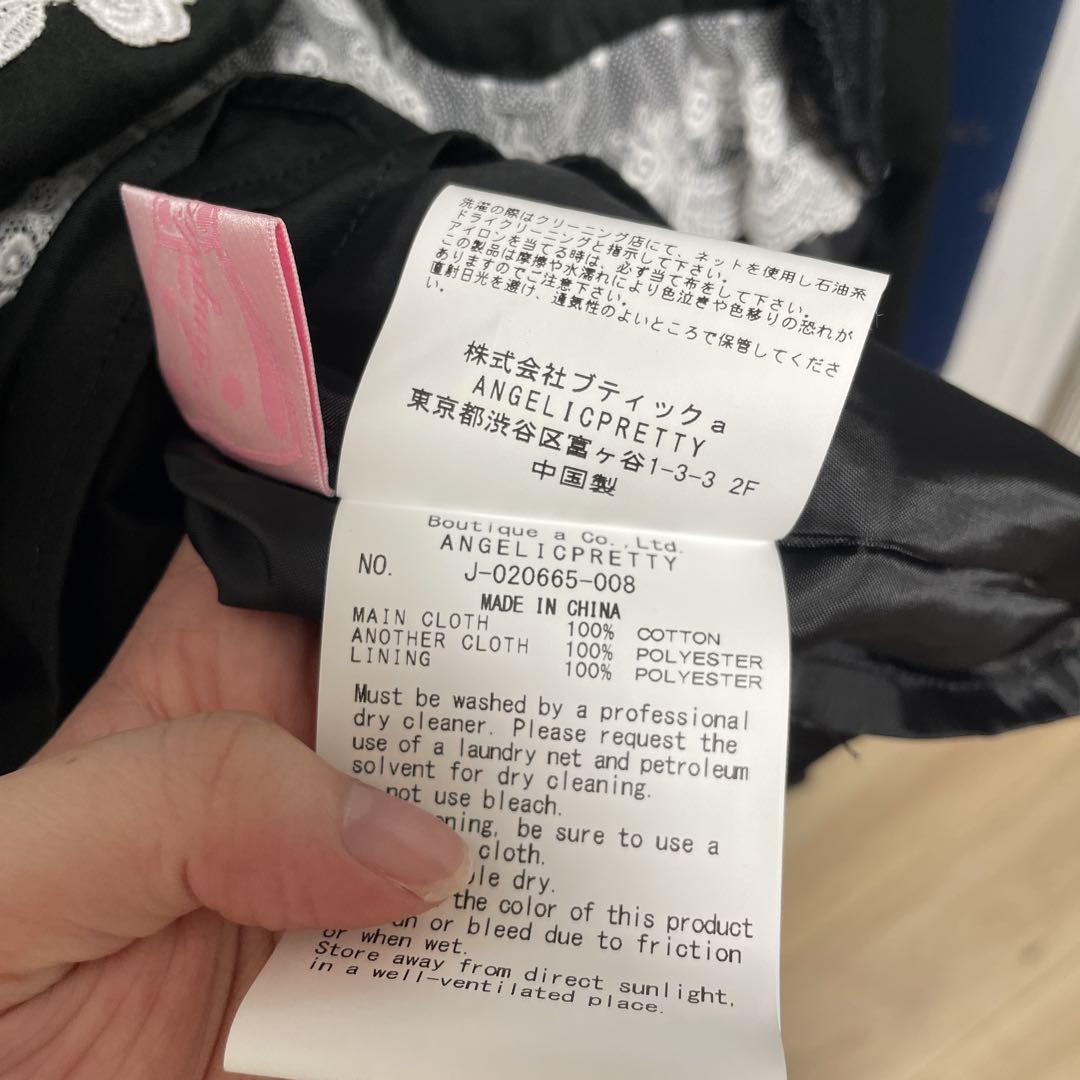 洗濯の際はクリーニング店にて、ネットを使用し石油系
ドライクリーニングと指示して下さい。
アイロンを当てる時は、必ず当て布をして下さい。
この製品は摩擦や水濡れにより色泣きや色移りの恐れが
ありますのでご注意下さい。
直射日光を避け、通気性のよいところで保管してくださ
い。
株式会社ブティックa
ANGELICPRETTY
東京都渋谷区富ヶ谷1-3-3 2F
中国製
Boutique a Co.,Ltd.
ANGELICPRETTY
NO. J-020665-008
MADE IN CHINA
MAIN CLOTH 100% COTTON
ANOTHER CLOTH 100% POLYESTER
LINING 100% POLYESTER
Must be washed by a professional
dry cleaner. Please request the
use of a laundry net and petroleum
solvent for dry cleaning.
not use bleach.
be sure to use a
cloth.
dry.
the color of this product
or bleed due to friction
or when wet.
Store away from direct sunlight,
in a well-ventilated place.